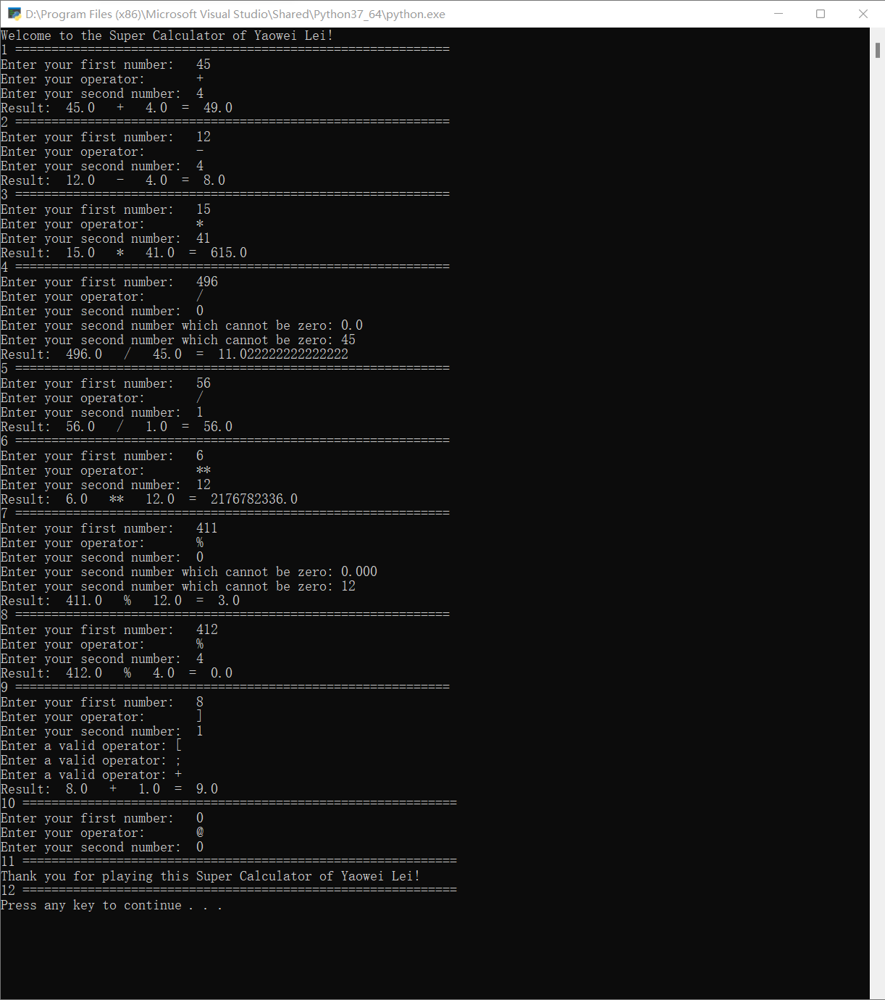 D:\Program Files (x86)\Microsoft Visual Studio\Shared\Python37_64\python.exe
Welcome to the Super Calculator of Yaowei Lei!
1 ============================================================
Enter your first number:   45
Enter your operator:       +
Enter your second number:  4
Result:  45.0   +   4.0  =  49.0
2 ============================================================
Enter your first number:   12
Enter your operator:       -
Enter your second number:  4
Result:  12.0   -   4.0  =  8.0
3 ============================================================
Enter your first number:   15
Enter your operator:       *
Enter your second number:  41
Result:  15.0   *   41.0  =  615.0
4 ============================================================
Enter your first number:   496
Enter your operator:       /
Enter your second number:  0
Enter your second number which cannot be zero: 0.0
Enter your second number which cannot be zero: 45
Result:  496.0   /   45.0  =  11.022222222222222
5 ============================================================
Enter your first number:   56
Enter your operator:       /
Enter your second number:  1
Result:  56.0   /   1.0  =  56.0
6 ============================================================
Enter your first number:   6
Enter your operator:       **
Enter your second number:  12
Result:  6.0   **   12.0  =  2176782336.0
7 ============================================================
Enter your first number:   411
Enter your operator:       %
Enter your second number:  0
Enter your second number which cannot be zero: 0.000
Enter your second number which cannot be zero: 12
Result:  411.0   %   12.0  =  3.0
8 ============================================================
Enter your first number:   412
Enter your operator:       %
Enter your second number:  4
Result:  412.0   %   4.0  =  0.0
9 ============================================================
Enter your first number:   8
Enter your operator:       ]
Enter your second number:  1
Enter a valid operator: [
Enter a valid operator: ;
Enter a valid operator: +
Result:  8.0   +   1.0  =  9.0
10 ============================================================
Enter your first number:   0
Enter your operator:       @
Enter your second number:  0
11 ============================================================
Thank you for playing this Super Calculator of Yaowei Lei!
12 ============================================================
Press any key to continue . . .